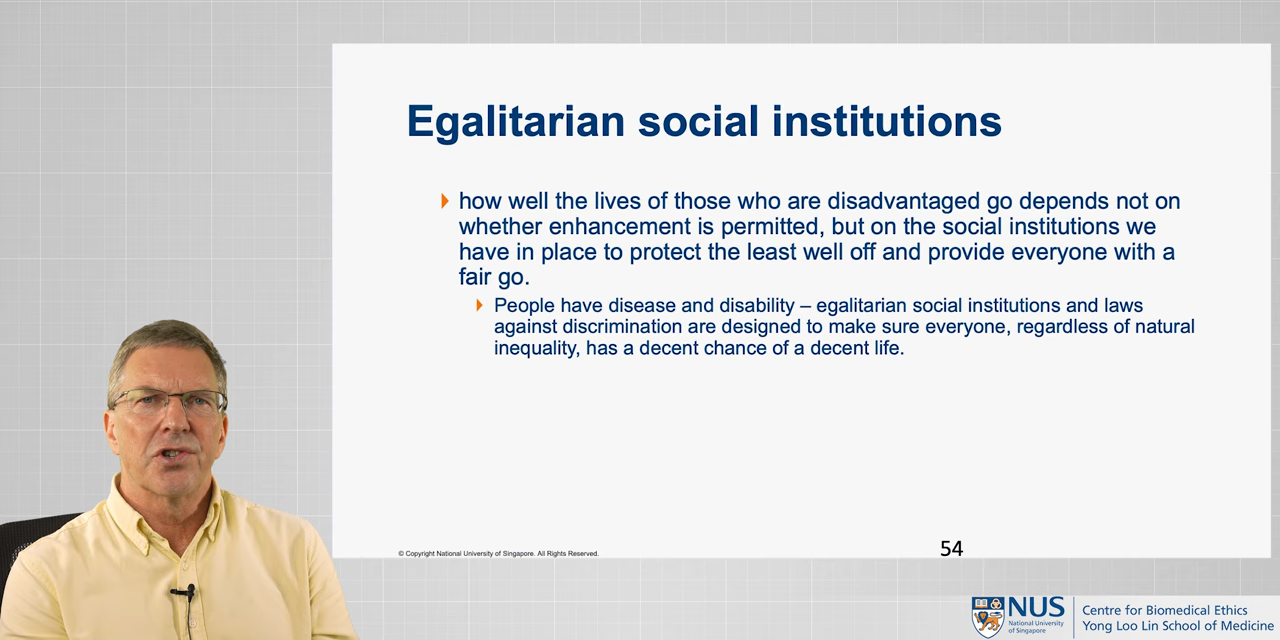 Egalitarian social institutions
how well the lives of those who are disadvantaged go depends not on
whether enhancement is permitted, but on the social institutions we
have in place to protect the least well off and provide everyone with a
fair go.
People have disease and disability – egalitarian social institutions and laws
against discrimination are designed to make sure everyone, regardless of natural
inequality, has a decent chance of a decent life.
© Copyright National University of Singapore. All Rights Reserved.
54
NUS
National University
of Singapore
Centre for Biomedical Ethics
Yong Loo Lin School of Medicine